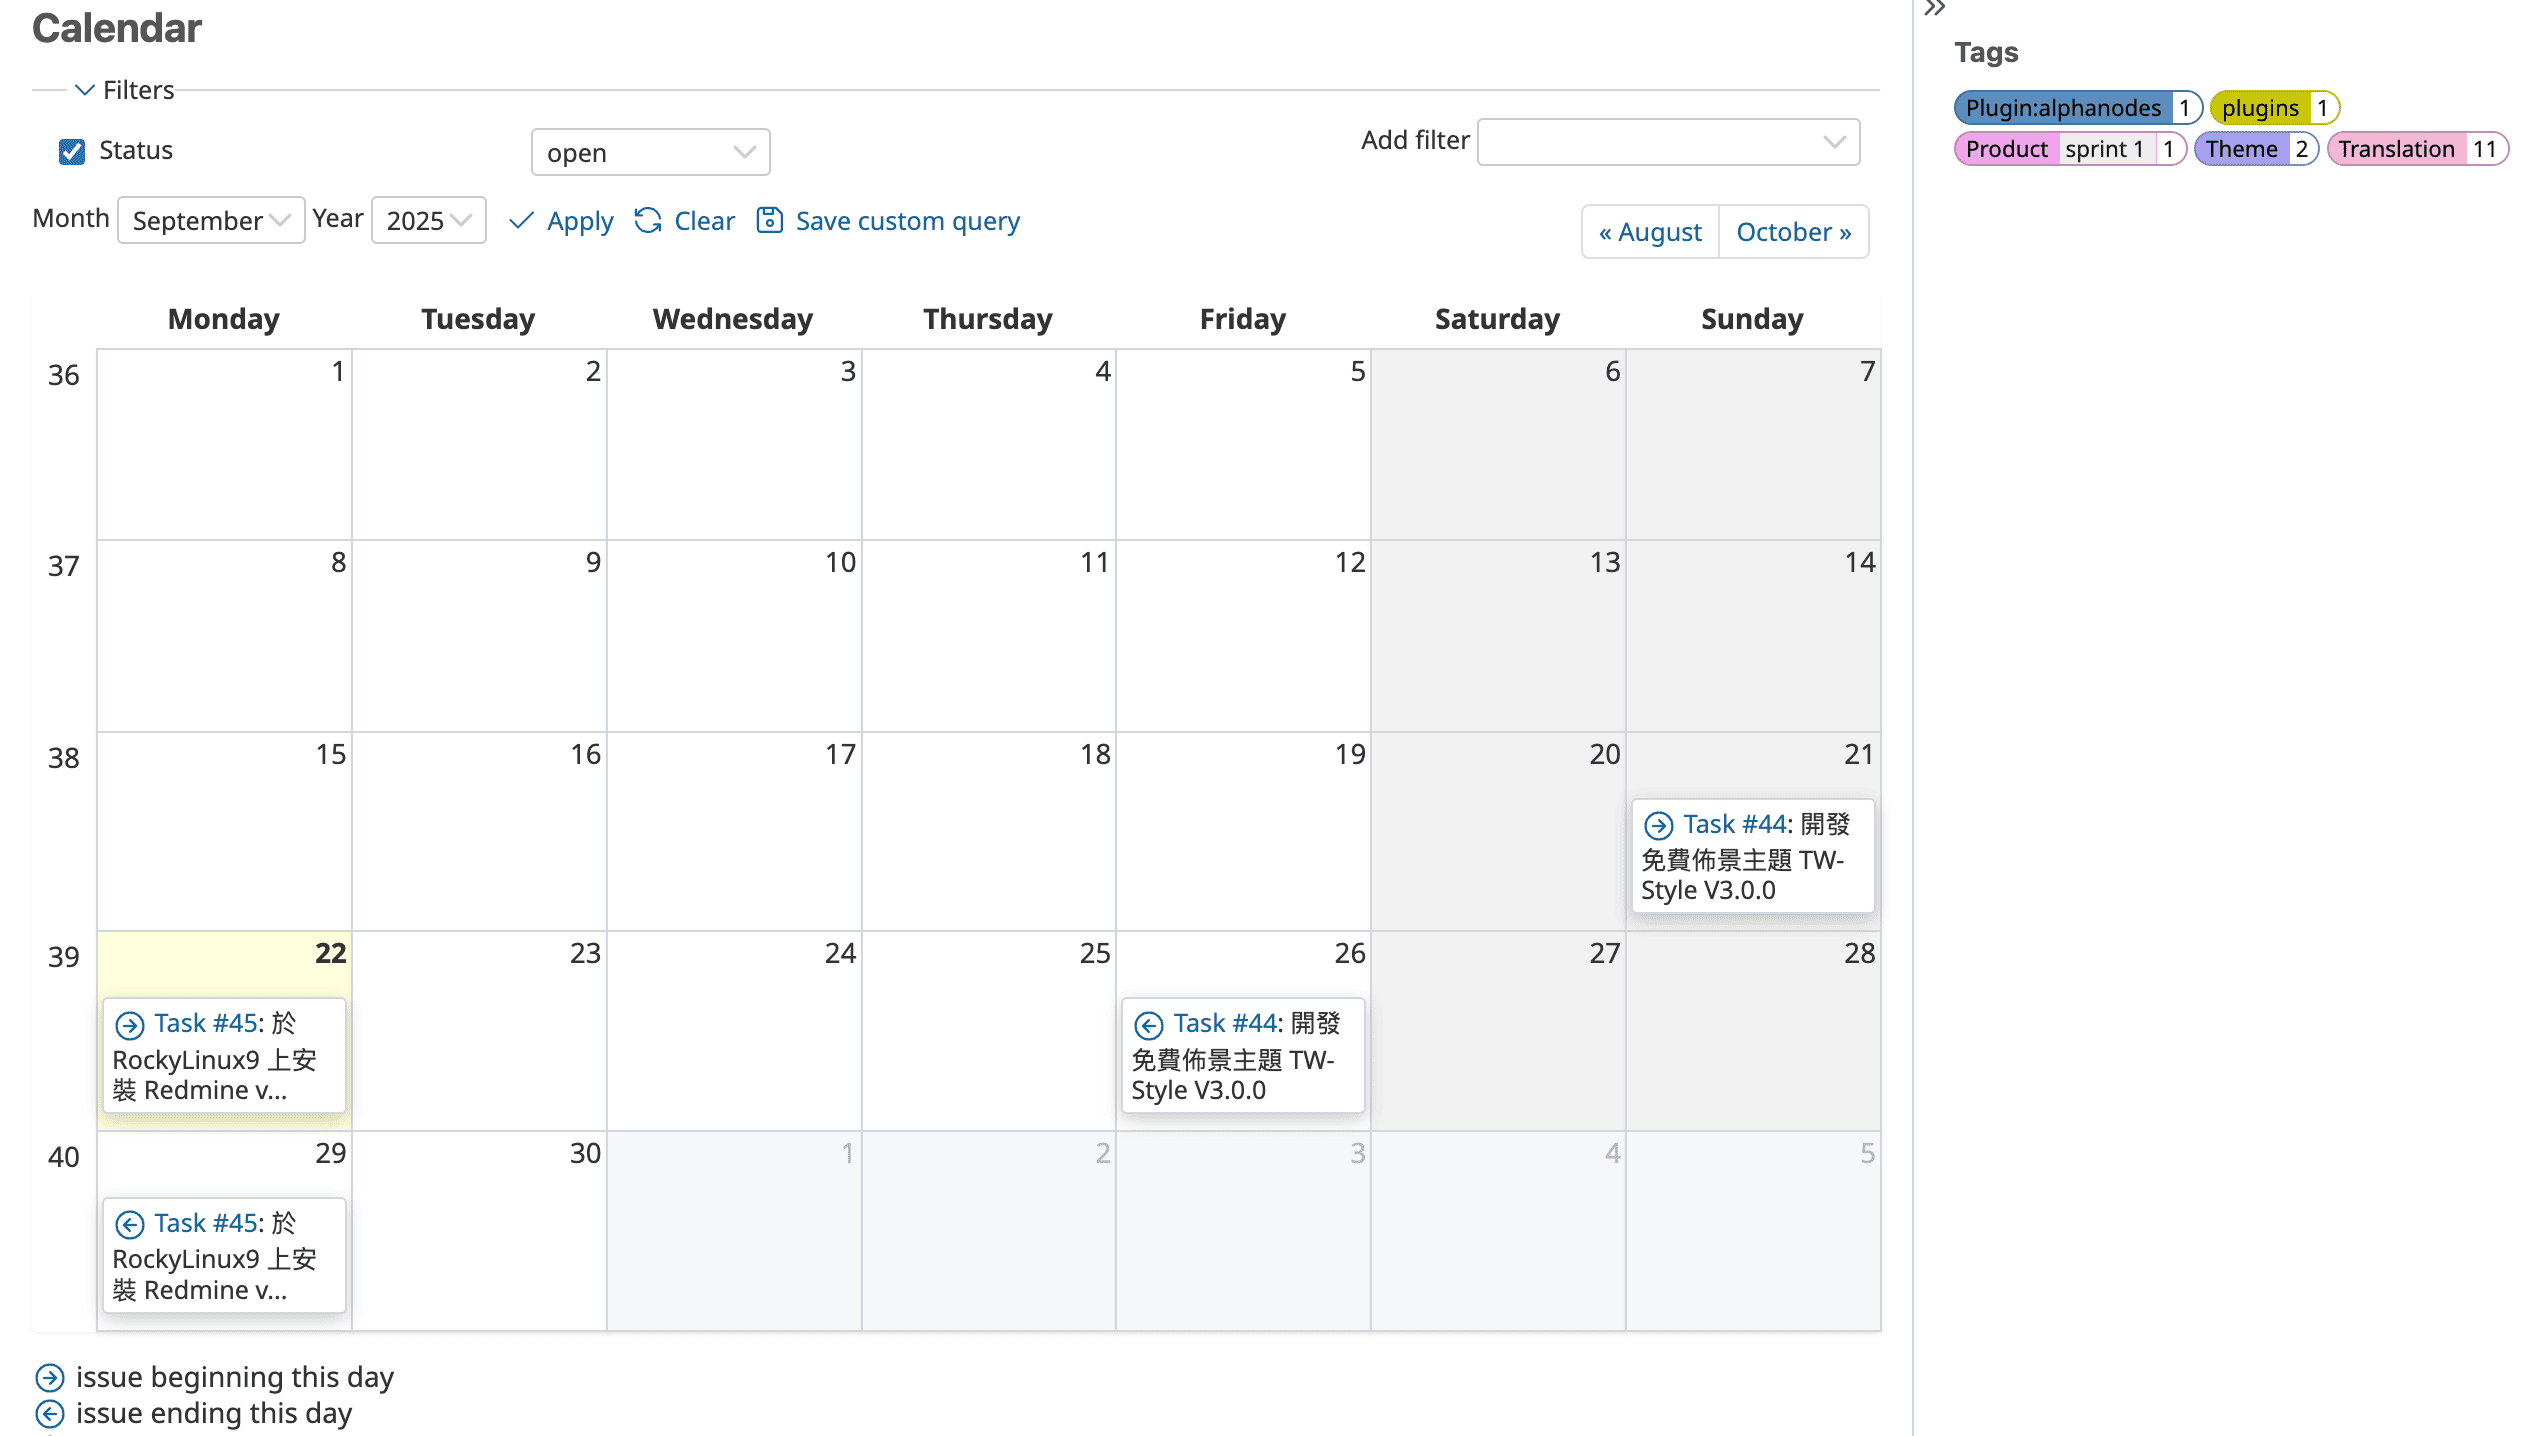 Calendar
Filters
Status
open
Add filter
Month September Year 2025 Apply Clear Save custom query
« August October »
Monday Tuesday Wednesday Thursday Friday Saturday Sunday
36 1 2 3 4 5 6 7
37 8 9 10 11 12 13 14
38 15 16 17 18 19 20 21
Task #44: 開發
免費佈景主題 TW-
Style V3.0.0
39 22 23 24 25 26 27 28
Task #45: 於
RockyLinux9 上安
裝 Redmine v...
Task #44: 開發
免費佈景主題 TW-
Style V3.0.0
40 29 30 1 2 3 4 5
Task #45: 於
RockyLinux9 上安
裝 Redmine v...
issue beginning this day
issue ending this day
Tags
Plugin:alphanodes 1 plugins 1
Product sprint 1 1 Theme 2 Translation 11